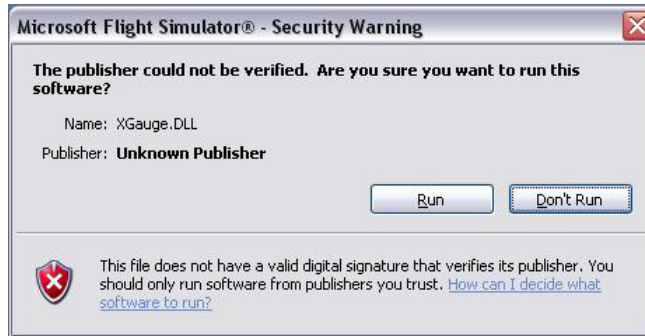 Microsoft Flight Simulator® - Security Warning
The publisher could not be verified. Are you sure you want to run this
software?
Name: XGauge.DLL
Publisher: Unknown Publisher
Run Don't Run
This file does not have a valid digital signature that verifies its publisher. You
should only run software from publishers you trust. How can I decide what
software to run?